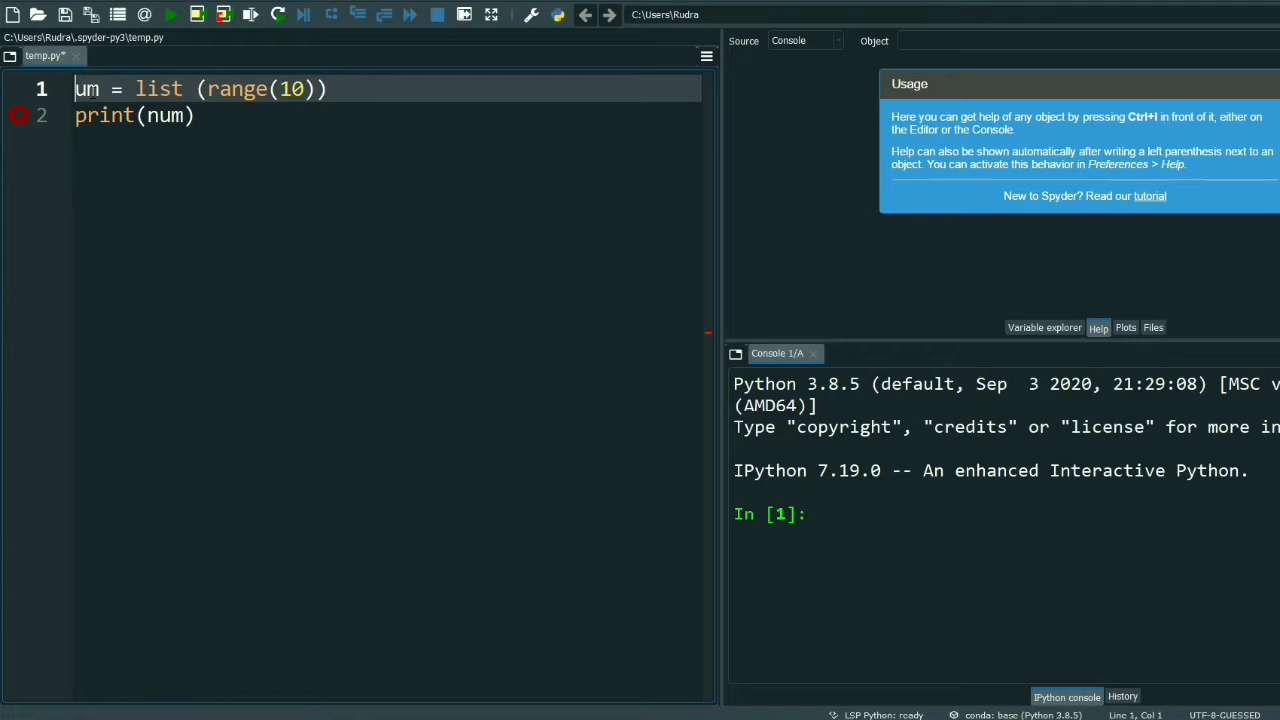 C:\Users\Rudra
C:\Users\Rudra\.spyder-py3\temp.py
temp.py*
1 um = list (range(10))
2 print(num)
Source Console Object
Usage
Here you can get help of any object by pressing Ctrl+I in front of it, either on
the Editor or the Console.
Help can also be shown automatically after writing a left parenthesis next to an
object. You can activate this behavior in Preferences > Help.
New to Spyder? Read our tutorial
Variable explorer Help Plots Files
Console 1/A
Python 3.8.5 (default, Sep  3 2020, 21:29:08) [MSC v
(AMD64)]
Type "copyright", "credits" or "license" for more in
IPython 7.19.0 -- An enhanced Interactive Python.
In [1]:
IPython console History
LSP Python: ready conda: base (Python 3.8.5) Line 1, Col 1 UTF-8-GUESSED